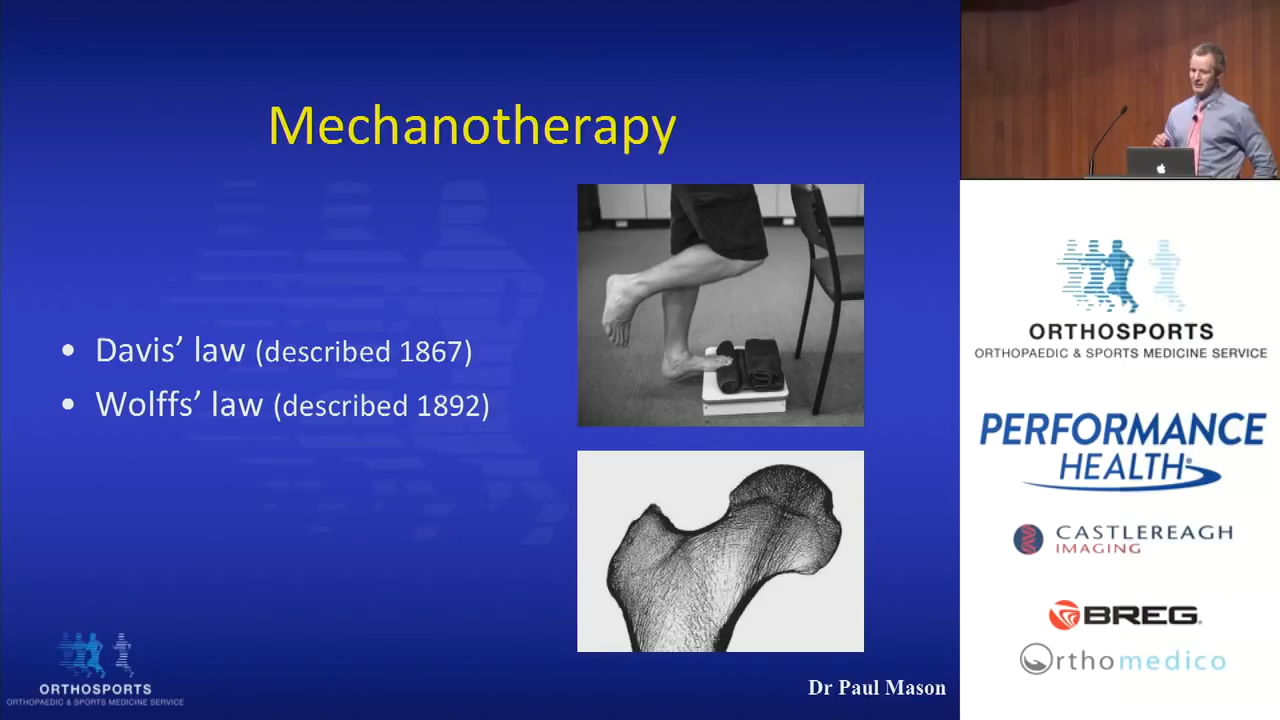 Mechanotherapy
• Davis’ law (described 1867)
• Wolffs’ law (described 1892)
ORTHOSPORTS
ORTHOPAEDIC & SPORTS MEDICINE SERVICE
Dr Paul Mason
ORTHOSPORTS
ORTHOPAEDIC & SPORTS MEDICINE SERVICE
PERFORMANCE
HEALTH®
CASTLEREAGH
IMAGING
BREG.
Orthomedico